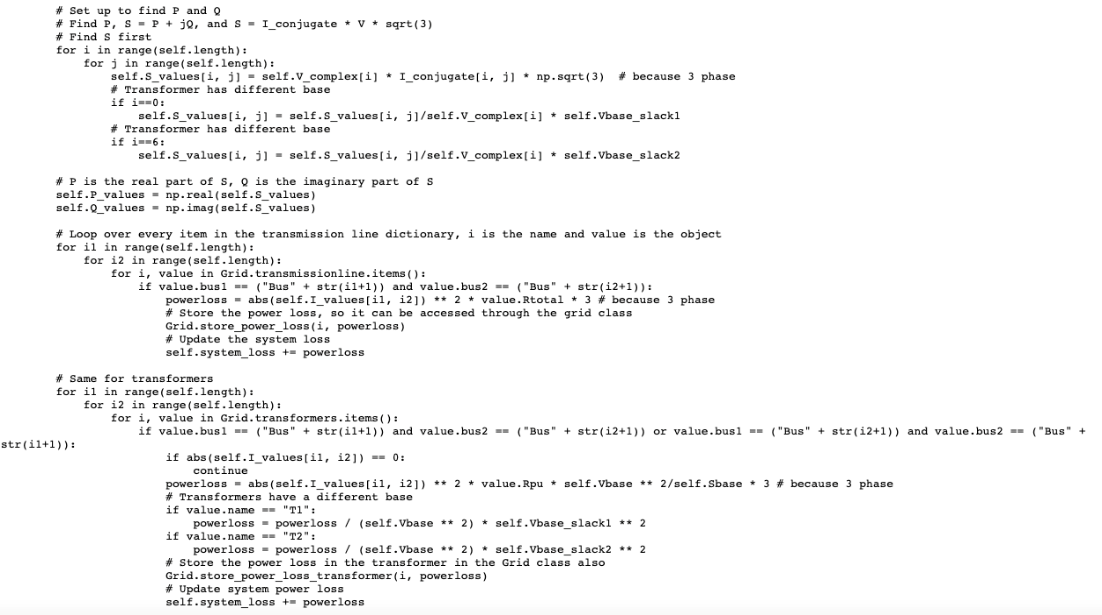 # Set up to find P and Q
# Find P, S = P + jQ, and S = I_conjugate * V * sqrt(3)
# Find S first
for i in range(self.length):
    for j in range(self.length):
        self.S_values[i, j] = self.V_complex[i] * I_conjugate[i, j] * np.sqrt(3)  # because 3 phase
        # Transformer has different base
        if i==0:
            self.S_values[i, j] = self.S_values[i, j]/self.V_complex[i] * self.Vbase_slack1
        # Transformer has different base
        if i==6:
            self.S_values[i, j] = self.S_values[i, j]/self.V_complex[i] * self.Vbase_slack2

# P is the real part of S, Q is the imaginary part of S
self.P_values = np.real(self.S_values)
self.Q_values = np.imag(self.S_values)

# Loop over every item in the transmission line dictionary, i is the name and value is the object
for i1 in range(self.length):
    for i2 in range(self.length):
        for i, value in Grid.transmissionline.items():
            if value.bus1 == ("Bus" + str(i1+1)) and value.bus2 == ("Bus" + str(i2+1)):
                powerloss = abs(self.I_values[i1, i2]) ** 2 * value.Rtotal * 3 # because 3 phase
                # Store the power loss, so it can be accessed through the grid class
                Grid.store_power_loss(i, powerloss)
                # Update the system loss
                self.system_loss += powerloss

# Same for transformers
for i1 in range(self.length):
    for i2 in range(self.length):
        for i, value in Grid.transformers.items():
            if value.bus1 == ("Bus" + str(i1+1)) and value.bus2 == ("Bus" + str(i2+1)) or value.bus1 == ("Bus" + str(i2+1)) and value.bus2 == ("Bus" +
str(i1+1)):
                if abs(self.I_values[i1, i2]) == 0:
                    continue
                powerloss = abs(self.I_values[i1, i2]) ** 2 * value.Rpu * self.Vbase ** 2/self.Sbase * 3 # because 3 phase
                # Transformers have a different base
                if value.name == "T1":
                    powerloss = powerloss / (self.Vbase ** 2) * self.Vbase_slack1 ** 2
                if value.name == "T2":
                    powerloss = powerloss / (self.Vbase ** 2) * self.Vbase_slack2 ** 2
                # Store the power loss in the transformer in the Grid class also
                Grid.store_power_loss_transformer(i, powerloss)
                # Update system power loss
                self.system_loss += powerloss